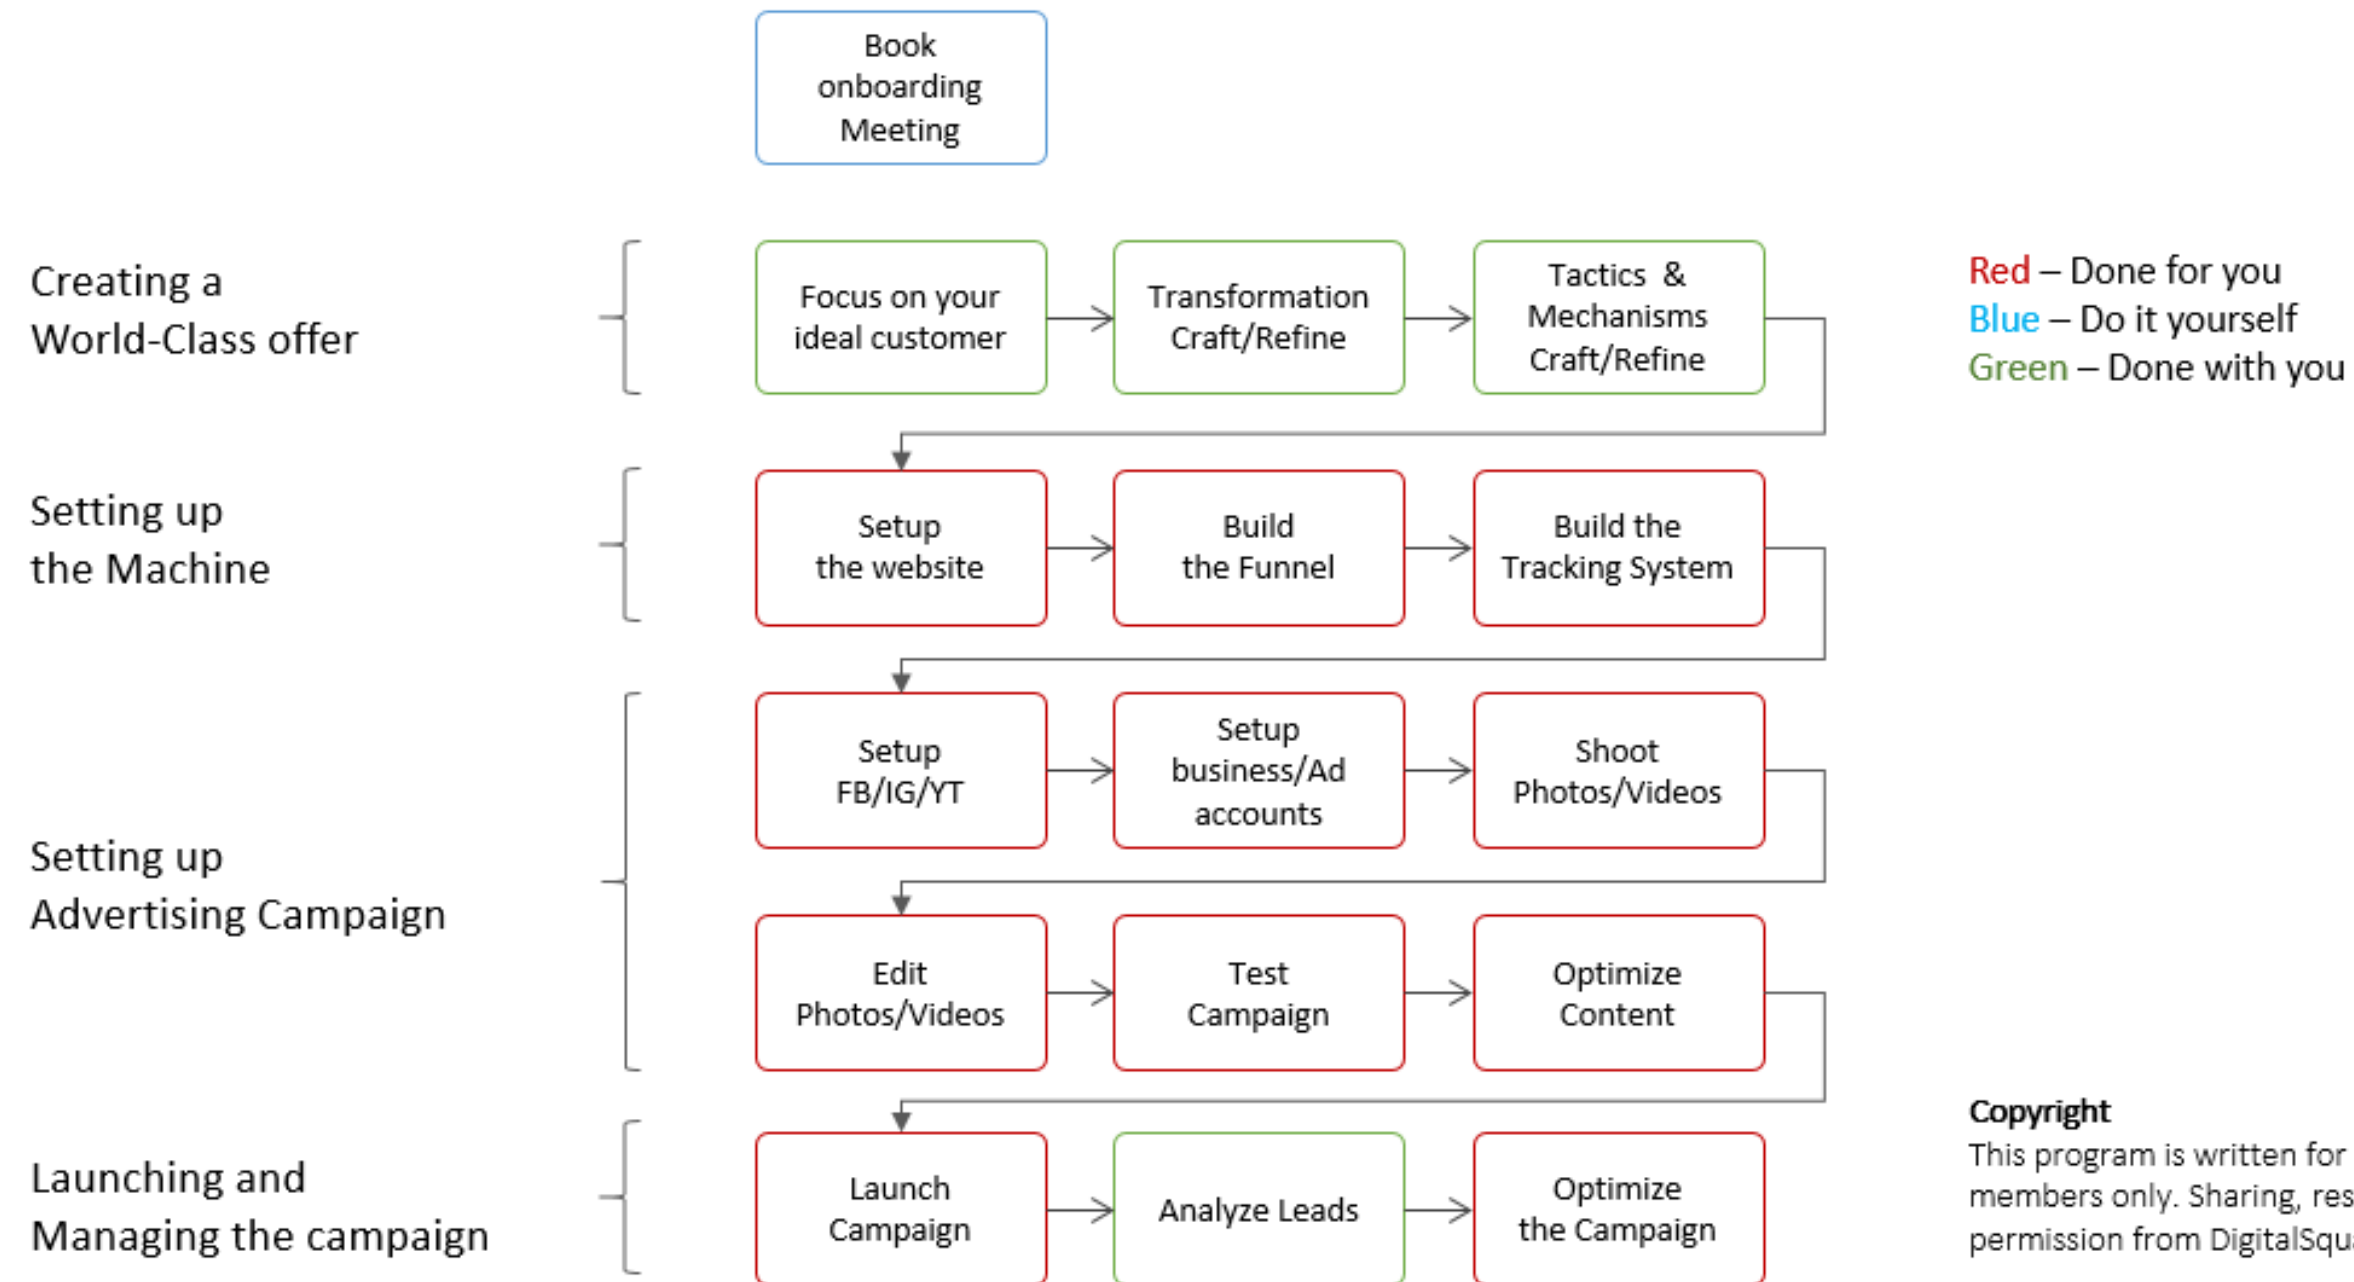 Book
onboarding
Meeting
Creating a
World-Class offer
Focus on your
ideal customer
Transformation
Craft/Refine
Tactics & 
Mechanisms
Craft/Refine
Red – Done for you
Blue – Do it yourself
Green – Done with you
Setting up
the Machine
Setup
the website
Build
the Funnel
Build the
Tracking System
Setting up
Advertising Campaign
Setup
FB/IG/YT
Setup
business/Ad
accounts
Shoot
Photos/Videos
Edit
Photos/Videos
Test
Campaign
Optimize
Content
Launching and
Managing the campaign
Launch
Campaign
Analyze Leads
Optimize
the Campaign
Copyright
This program is written for
members only. Sharing,
permission from